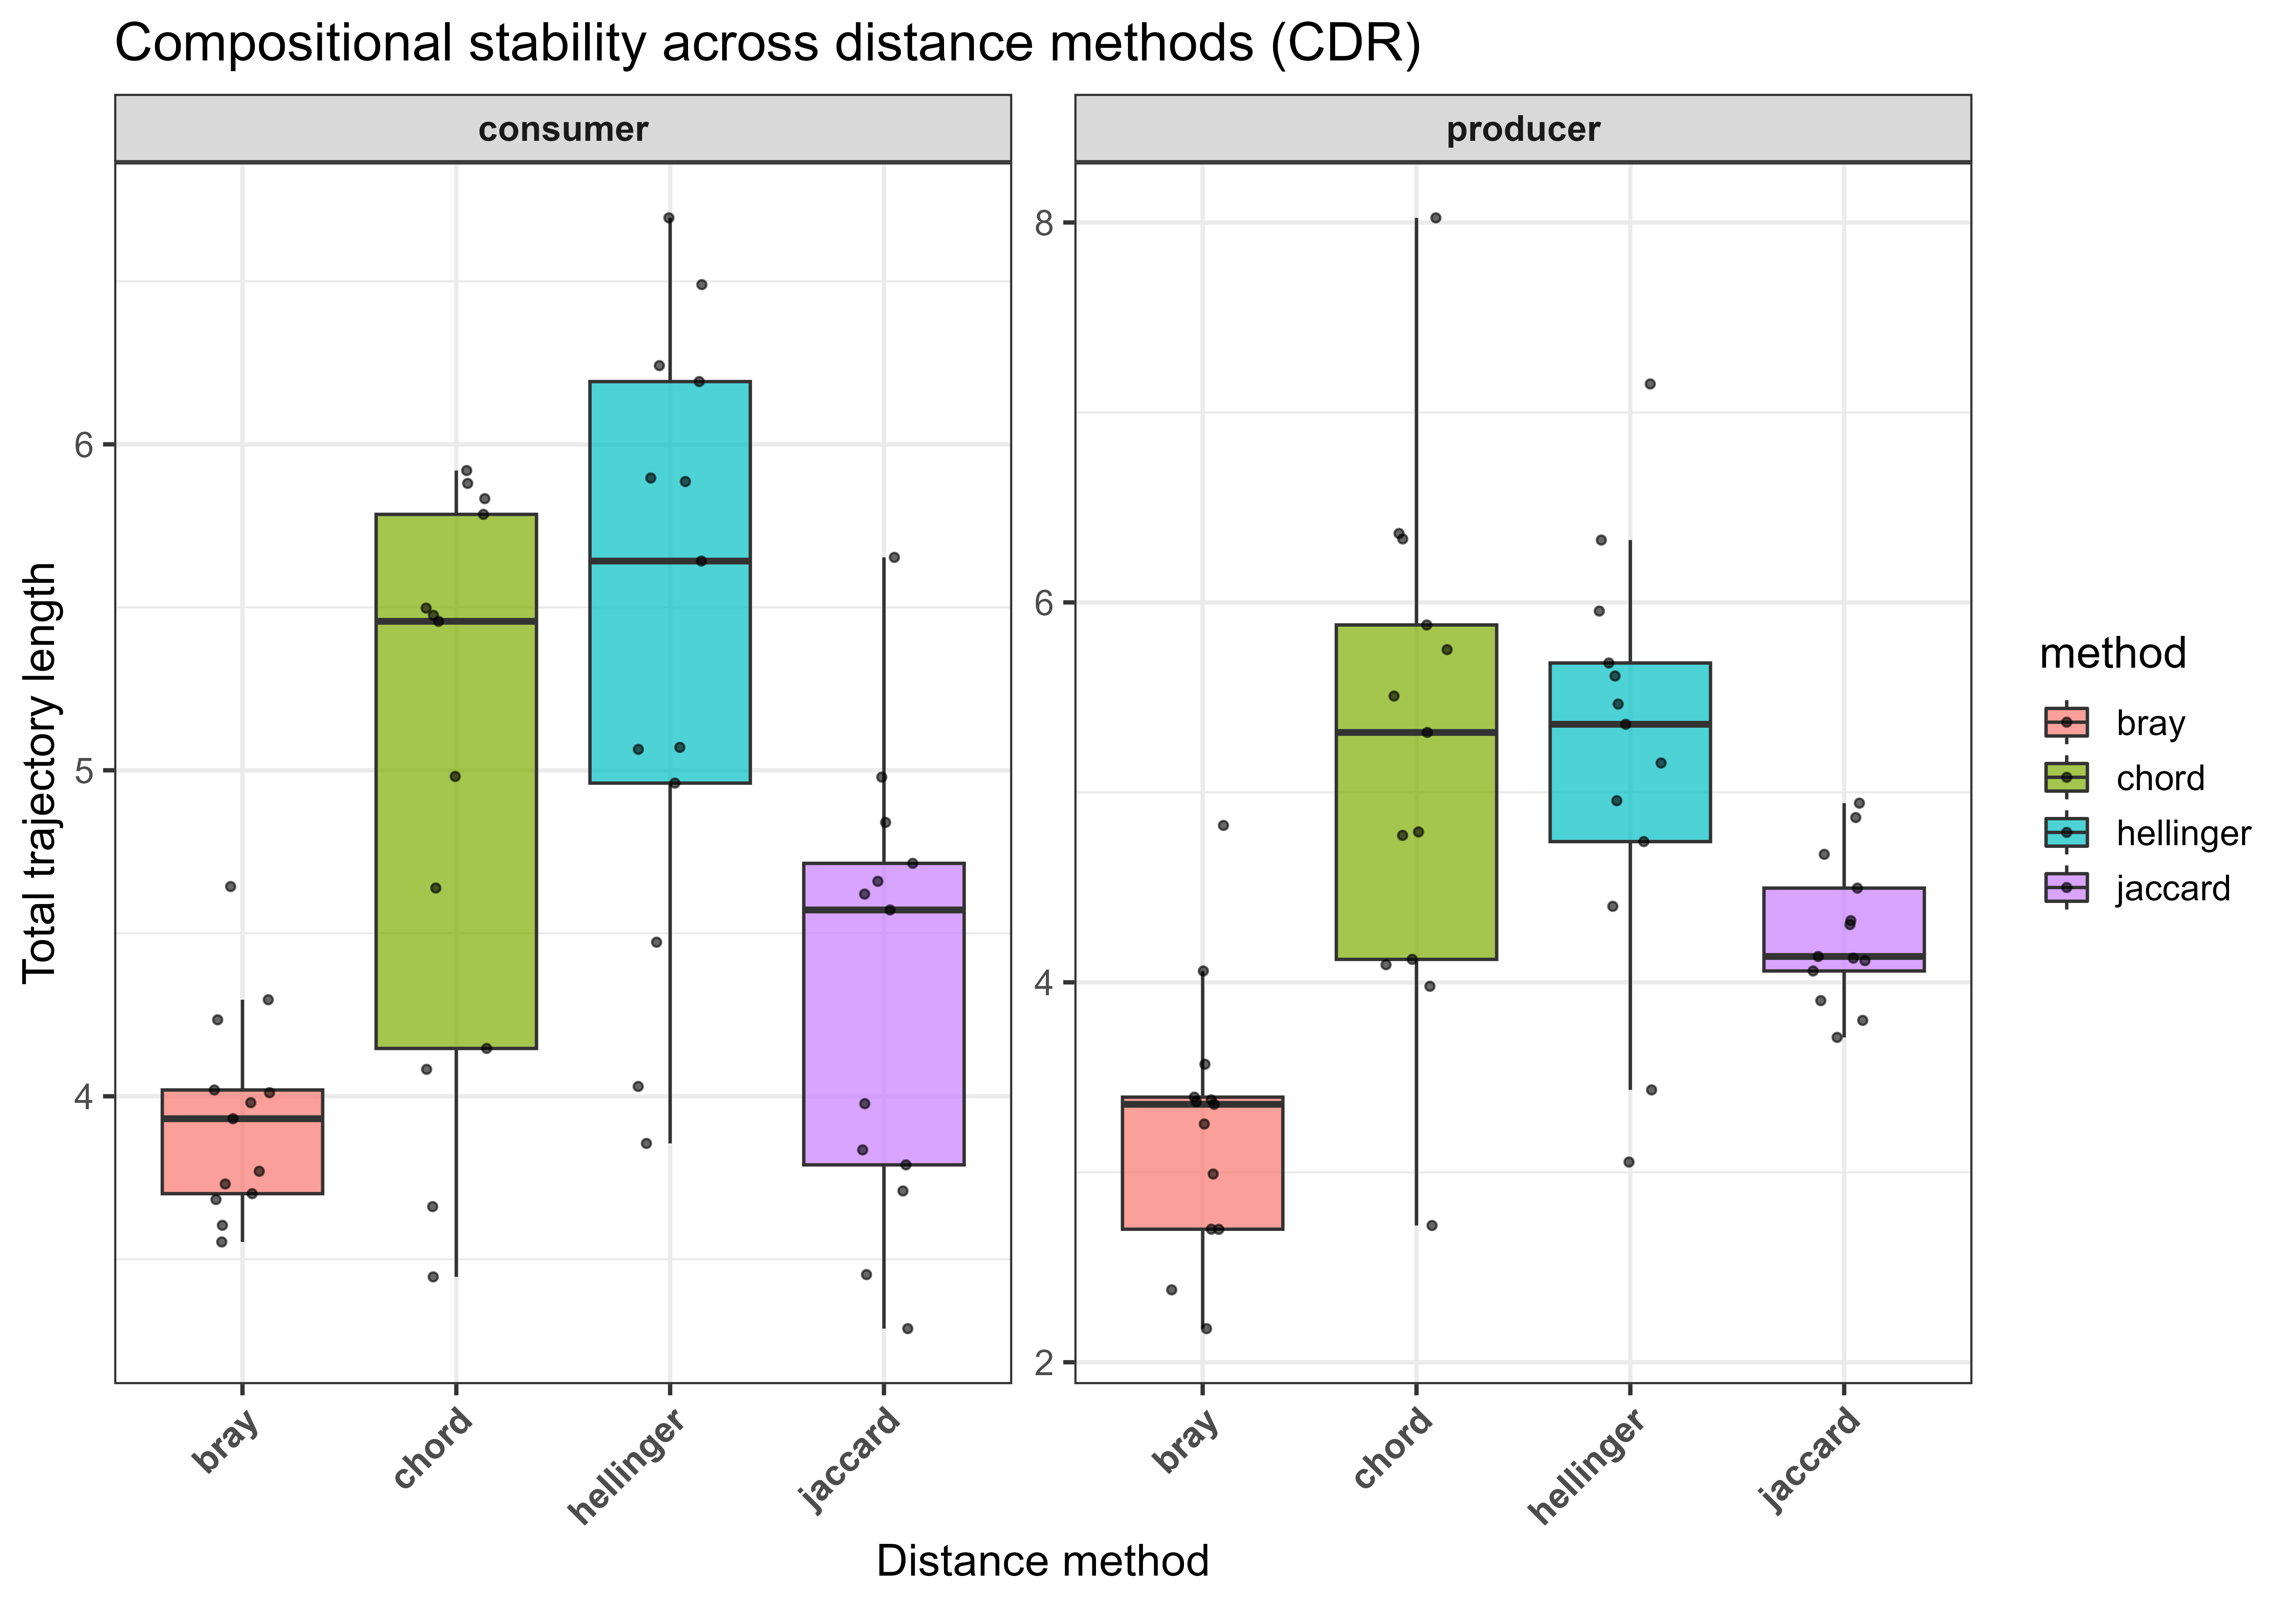 Compositional stability across distance methods (CDR)
consumer
producer
Total trajectory length
6
5
4
8
6
4
2
bray
chord
hellinger
jaccard
bray
chord
hellinger
jaccard
Distance method
method
bray
chord
hellinger
jaccard